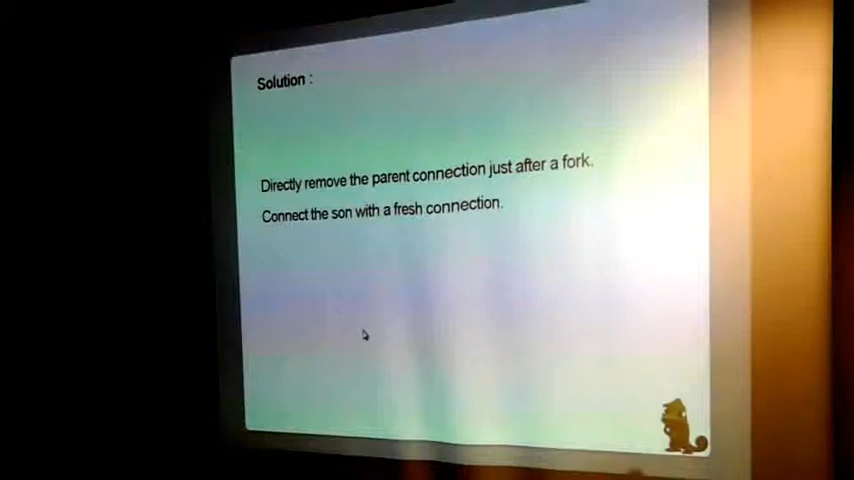 Solution :
Directly remove the parent connection just after a fork.
Connect the son with a fresh connection.